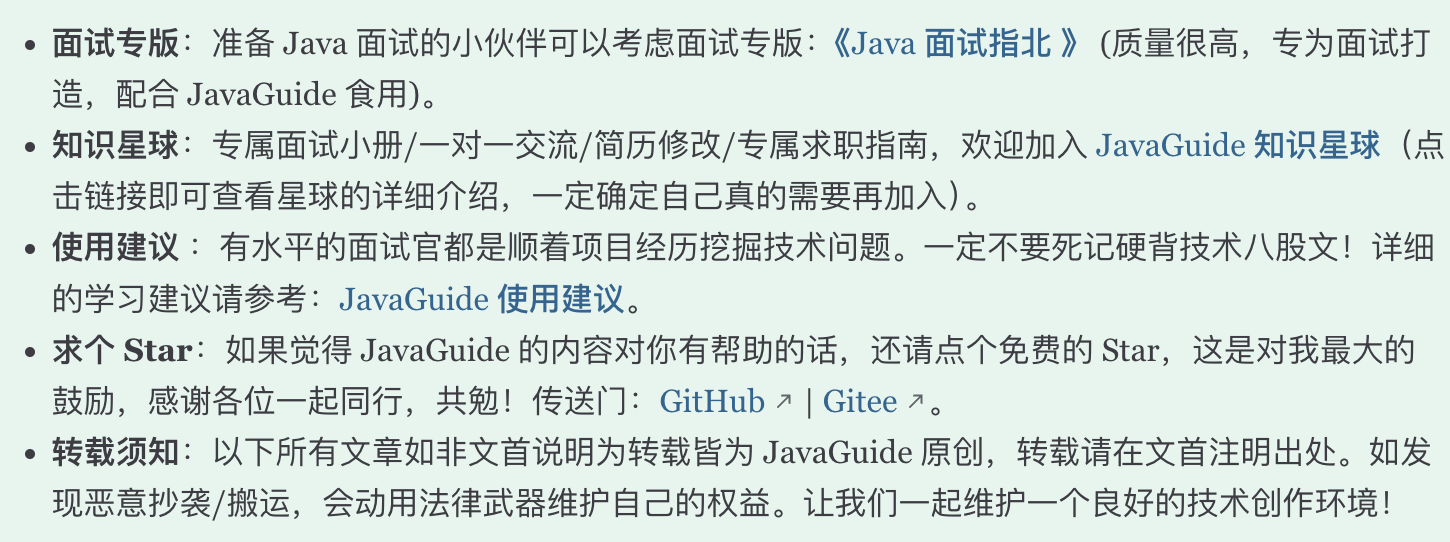 • 面试专版：准备 Java 面试的小伙伴可以考虑面试专版：《Java 面试指北 》 (质量很高，专为面试打
造，配合 JavaGuide 食用)。
• 知识星球：专属面试小册/一对一交流/简历修改/专属求职指南，欢迎加入 JavaGuide 知识星球（点
击链接即可查看星球的详细介绍，一定确定自己真的需要再加入）。
• 使用建议 ：有水平的面试官都是顺着项目经历挖掘技术问题。一定不要死记硬背技术八股文！详细
的学习建议请参考：JavaGuide 使用建议。
• 求个 Star：如果觉得 JavaGuide 的内容对你有帮助的话，还请点个免费的 Star，这是对我最大的
鼓励，感谢各位一起同行，共勉！传送门：GitHub ↗ | Gitee ↗。
• 转载须知：以下所有文章如非文首说明为转载皆为 JavaGuide 原创，转载请在文首注明出处。如发
现恶意抄袭/搬运，会动用法律武器维护自己的权益。让我们一起维护一个良好的技术创作环境！